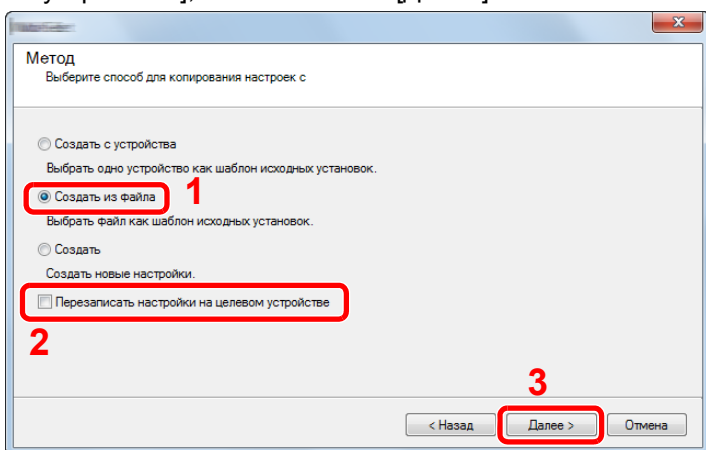 Метод
Выберите способ для копирования настроек с
Создать с устройства
Выбрать одно устройство как шаблон исходных установок.
1
Создать из файла
Выбрать файл как шаблон исходных установок.
Создать
Создать новые настройки.
Перезаписать настройки на целевом устройстве
2
3
< Назад
Далее >
Отмена